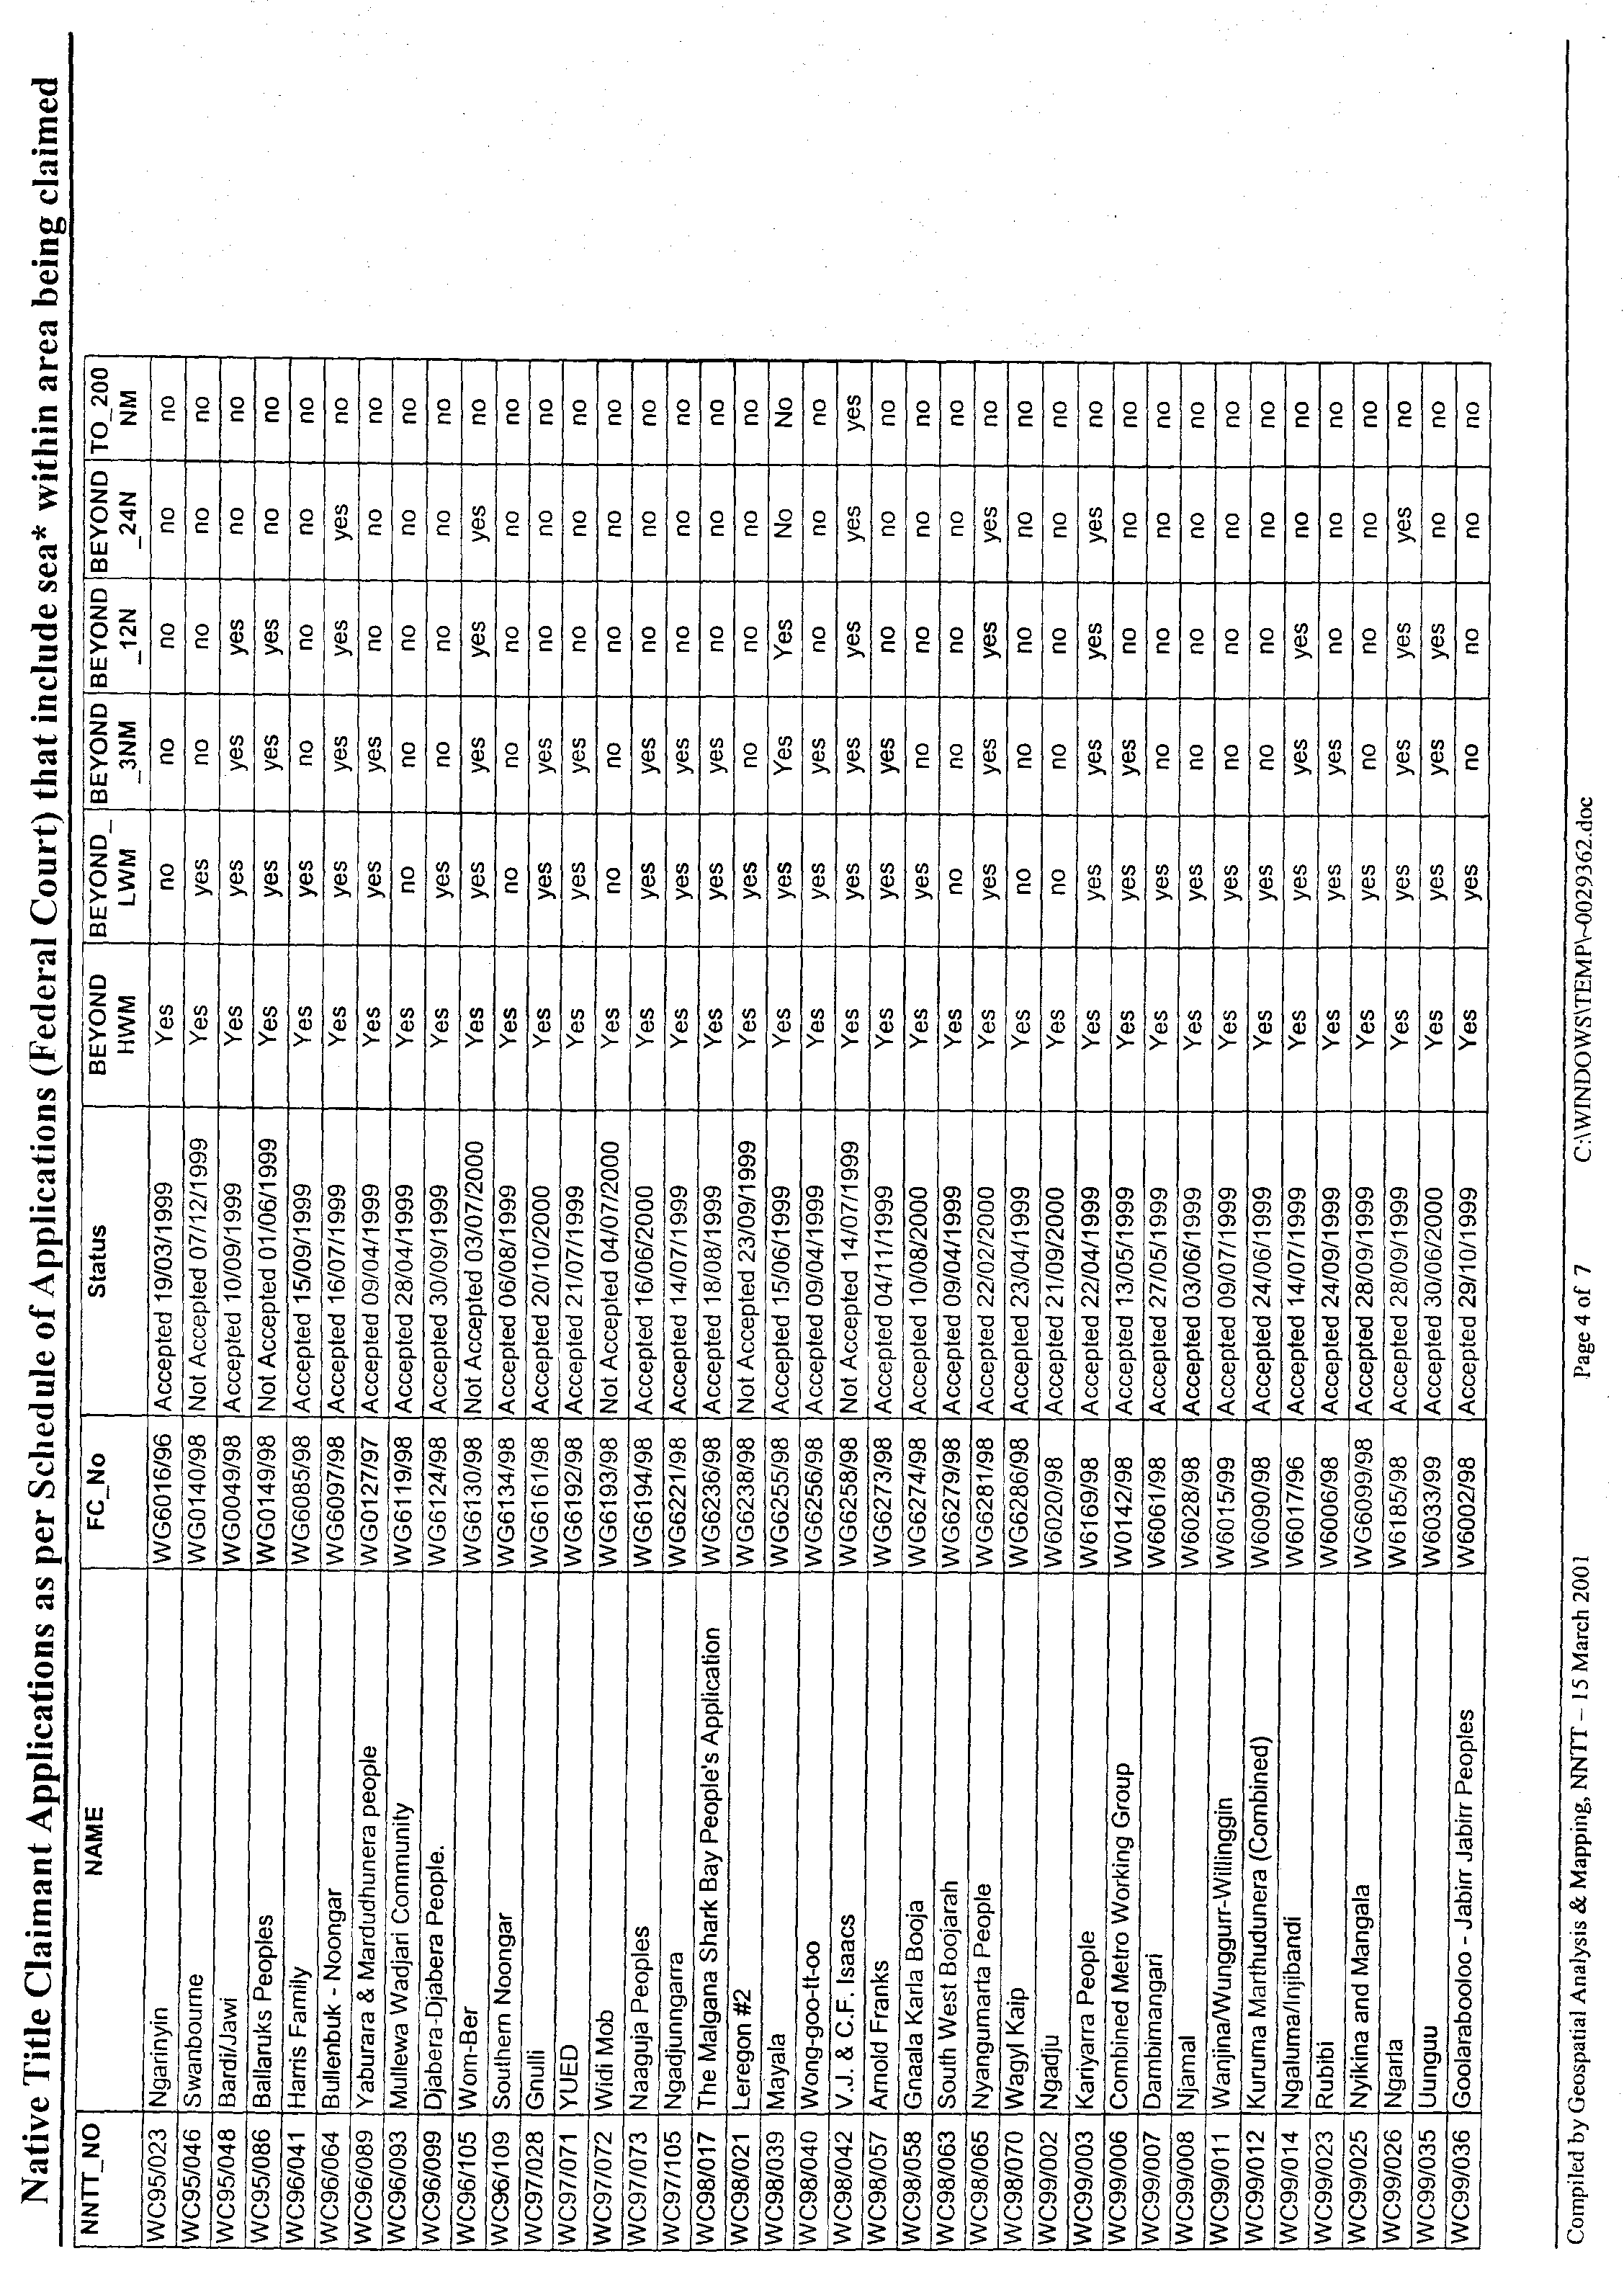 Native Title Claimant Applications as per Schedule of Applications (Federal Court) that include sea* within area being claimed
NNTT_NO NAME FC_No Status BEYOND HWM BEYOND_LWM BEYOND_3NM BEYOND_12N BEYOND_24N TO_200 NM
WC95/023 Ngarinyin WG6016/96 Accepted 19/03/1999 Yes no no no no no
WC95/046 Swanbourne WG0140/98 Not Accepted 07/12/1999 Yes yes no no no no
WC95/048 Bardi/Jawi WG0049/98 Accepted 10/09/1999 Yes yes yes yes no no
WC95/086 Ballaruks Peoples WG0149/98 Not Accepted 01/06/1999 Yes yes yes yes no no
WC96/041 Harris Family WG6085/98 Accepted 15/09/1999 Yes yes no no no no
WC96/064 Bullenbuk - Noongar WG6097/98 Accepted 16/07/1999 Yes yes yes yes yes no
WC96/089 Yaburara & Mardudhunera people WG0127/97 Accepted 09/04/1999 Yes yes yes no no no
WC96/093 Mullewa Wadjari Community WG6119/98 Accepted 28/04/1999 Yes no no no no no
WC96/099 Djabera-Djabera People. WG6124/98 Accepted 30/09/1999 Yes yes no no no no
WC96/105 Wom-Ber WG6130/98 Not Accepted 03/07/2000 Yes yes yes yes yes no
WC96/109 Southern Noongar WG6134/98 Accepted 06/08/1999 Yes no no no no no
WC97/028 Gnulli WG6161/98 Accepted 20/10/2000 Yes yes yes no no no
WC97/071 YUED WG6192/98 Accepted 21/07/1999 Yes yes yes no no no
WC97/072 Widi Mob WG6193/98 Not Accepted 04/07/2000 Yes no no no no no
WC97/073 Naaguja Peoples WG6194/98 Accepted 16/06/2000 Yes yes yes no no no
WC97/105 Ngadjunngarra WG6221/98 Accepted 14/07/1999 Yes yes yes no no no
WC98/017 The Malgana Shark Bay People's Application WG6236/98 Accepted 18/08/1999 Yes yes yes no no no
WC98/021 Leregon #2 WG6238/98 Not Accepted 23/09/1999 Yes yes no no no no
WC98/039 Mayala WG6255/98 Accepted 15/06/1999 Yes yes Yes Yes No No
WC98/040 Wong-goo-tt-oo WG6256/98 Accepted 09/04/1999 Yes yes yes no no no
WC98/042 V.J. & C.F. Isaacs WG6258/98 Not Accepted 14/07/1999 Yes yes yes yes yes yes
WC98/057 Arnold Franks WG6273/98 Accepted 04/11/1999 Yes yes yes no no no
WC98/058 Gnaala Karla Booja WG6274/98 Accepted 10/08/2000 Yes yes no no no no
WC98/063 South West Boojarah WG6279/98 Accepted 09/04/1999 Yes no no no no no
WC98/065 Nyangumarta People WG6281/98 Accepted 22/02/2000 Yes yes yes yes yes no
WC98/070 Wagyl Kaip WG6286/98 Accepted 23/04/1999 Yes no no no no no
WC99/002 Ngadju W6020/98 Accepted 21/09/2000 Yes no no no no no
WC99/003 Kariyarra People W6169/98 Accepted 22/04/1999 Yes yes yes yes yes no
WC99/006 Combined Metro Working Group W0142/98 Accepted 13/05/1999 Yes yes yes no no no
WC99/007 Dambimangari W6061/98 Accepted 27/05/1999 Yes yes no no no no
WC99/008 Njamal W6028/98 Accepted 03/06/1999 Yes yes no no no no
WC99/011 Wanjina/Wunggurr-Willinggin W6015/99 Accepted 09/07/1999 Yes yes no no no no
WC99/012 Kuruma Marthudunera (Combined) W6090/98 Accepted 24/06/1999 Yes yes no no no no
WC99/014 Ngaluma/Injibandi W6017/96 Accepted 14/07/1999 Yes yes yes yes no no
WC99/023 Rubibi W6006/98 Accepted 24/09/1999 Yes yes yes no no no
WC99/025 Nyikina and Mangala WG6099/98 Accepted 28/09/1999 Yes yes no no no no
WC99/026 Ngarla W6185/98 Accepted 28/09/1999 Yes yes yes yes yes no
WC99/035 Uunguu W6033/99 Accepted 30/06/2000 Yes yes yes yes no no
WC99/036 Goolarabooloo - Jabirr Jabirr Peoples W6002/98 Accepted 29/10/1999 Yes yes no no no no
Compiled by Geospatial Analysis & Mapping, NNTT – 15 March 2001 Page 4 of 7 C:\WINDOWS\TEMP\~0029362.doc